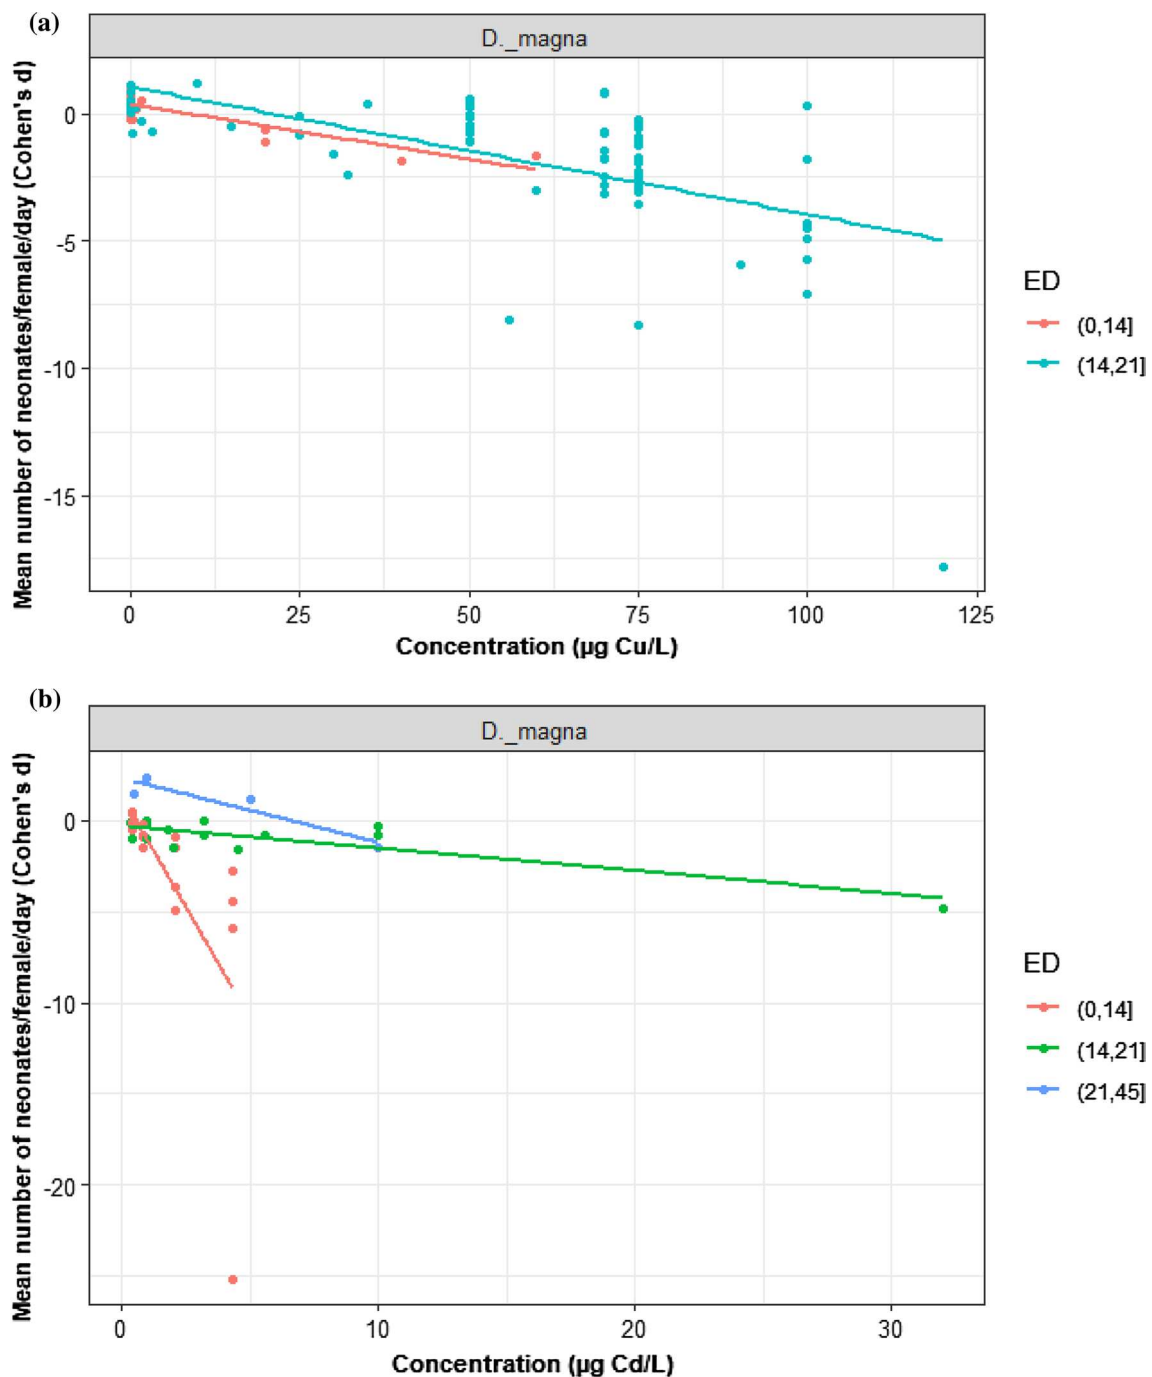 (a)
D._magna
Mean number of neonates/female/day (Cohen's d)
0
-5
-10
-15
0 25 50 75 100 125
Concentration (µg Cu/L)
ED
(0,14]
(14,21]
(b)
D._magna
Mean number of neonates/female/day (Cohen's d)
0
-10
-20
0 10 20 30
Concentration (µg Cd/L)
ED
(0,14]
(14,21]
(21,45]